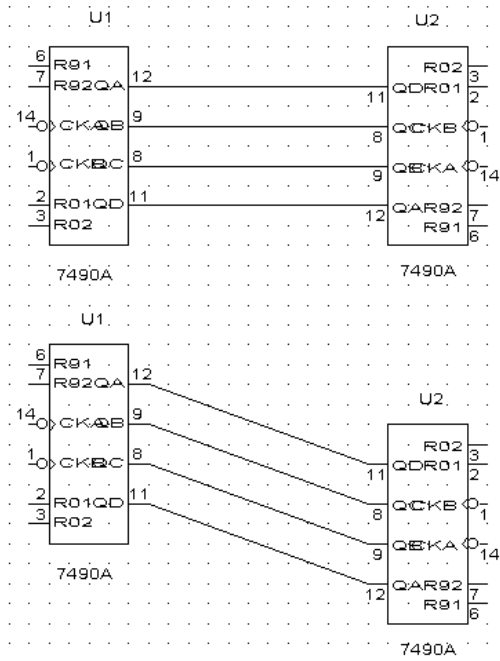 U1 U2
6 R91 R02 3
7 R92QA 12 11 QDR01 2
14 CKAQB 9 8 QCCKB 1
1 CKBQC 8 9 QBCKA 14
2 R01QD 11 12 QAR92 7
3 R02 R91 6
7490A 7490A
U1
6 R91
7 R92QA 12
U2
14 CKAQB 9
R02 3
1 CKBQC 8 11 QDR01 2
2 R01QD 11 8 QCCKB 1
3 R02
9 QBCKA 14
7490A
12 QAR92 7
R91 6
7490A